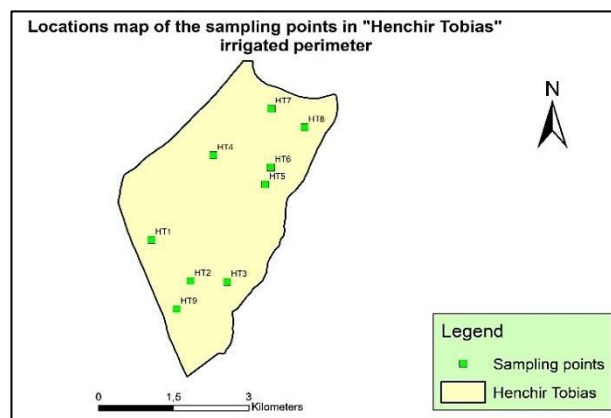 Locations map of the sampling points in "Henchir Tobias"
irrigated perimeter
N
HT7
HT8
HT4
HT6
HT5
HT1
HT2
HT3
HT9
Legend
Sampling points
Henchir Tobias
0 1,5 3
Kilometers